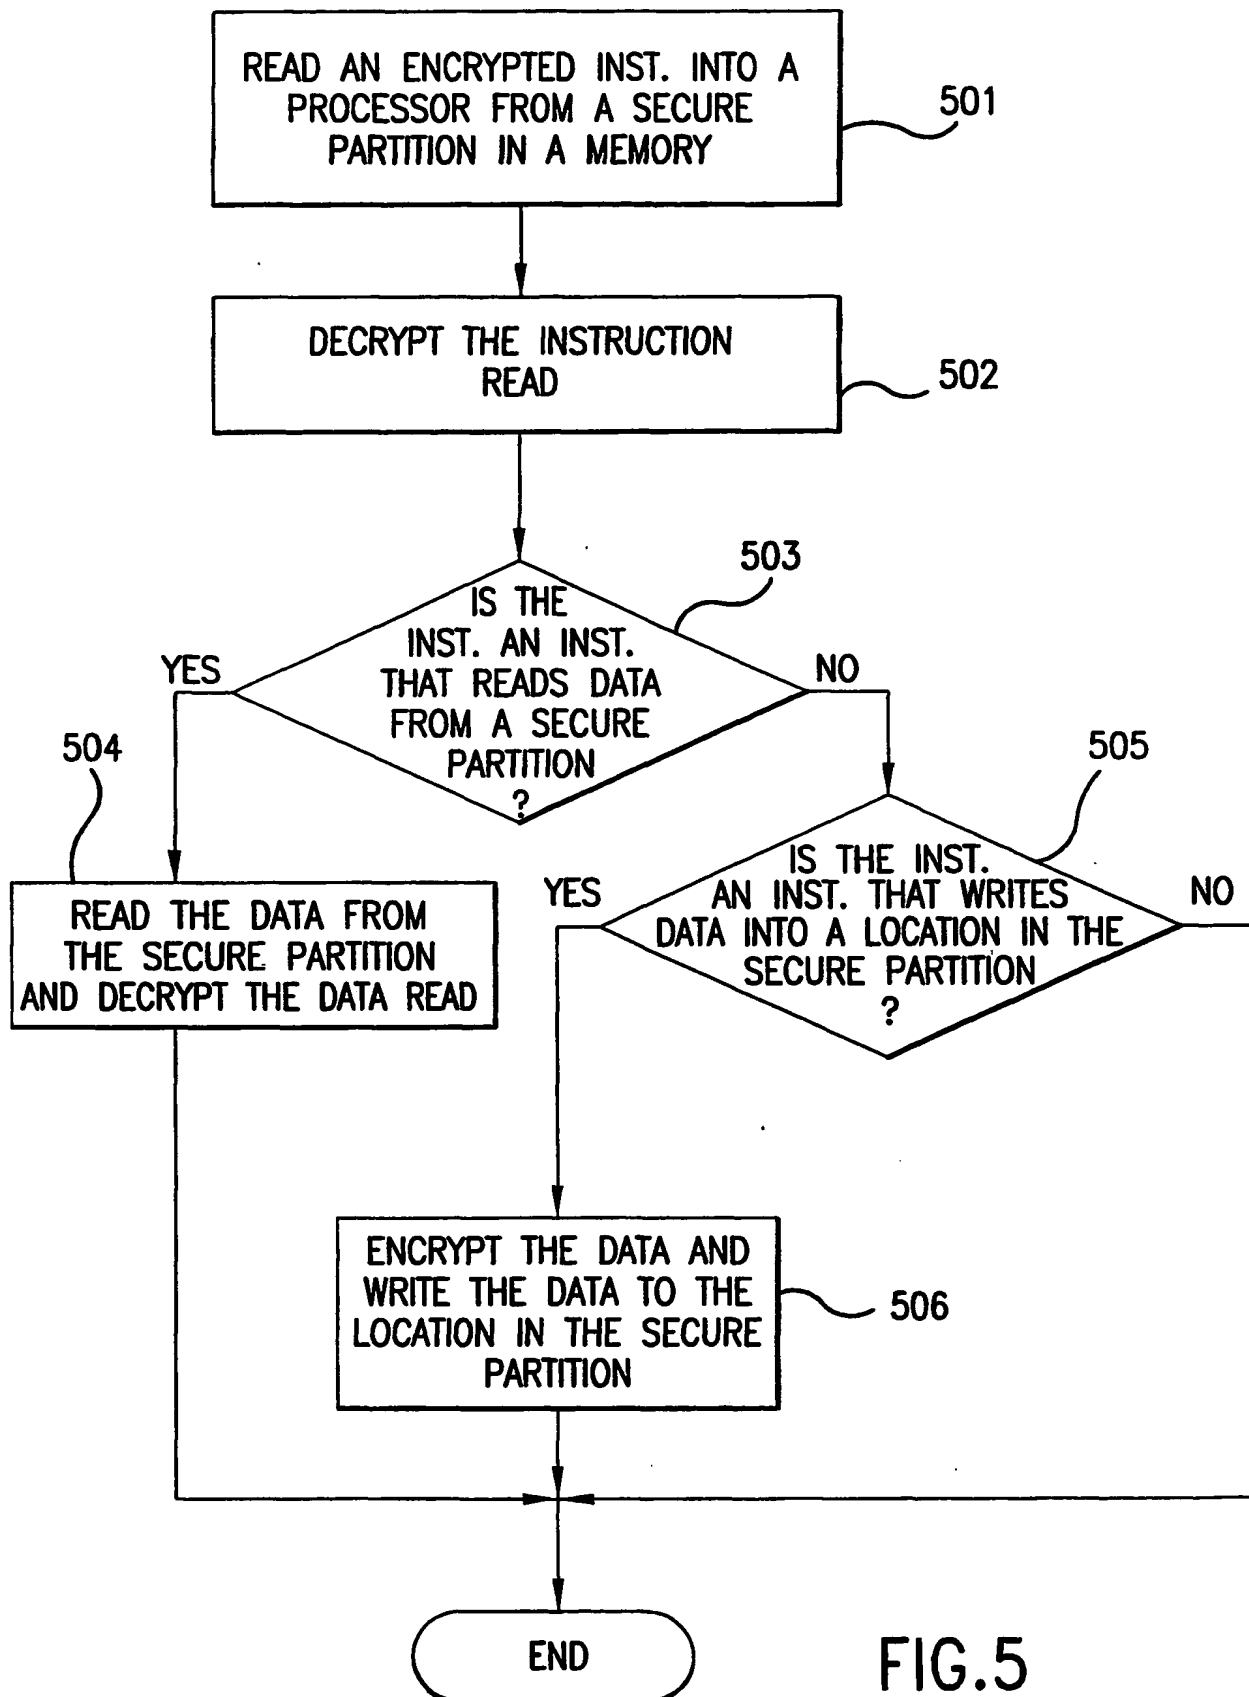 READ AN ENCRYPTED INST. INTO A
PROCESSOR FROM A SECURE
PARTITION IN A MEMORY
501
DECRYPT THE INSTRUCTION
READ
502
503
IS THE
INST. AN INST.
THAT READS DATA
FROM A SECURE
PARTITION
?
YES
NO
504
READ THE DATA FROM
THE SECURE PARTITION
AND DECRYPT THE DATA READ
505
IS THE INST.
AN INST. THAT WRITES
DATA INTO A LOCATION IN THE
SECURE PARTITION
?
YES
NO
ENCRYPT THE DATA AND
WRITE THE DATA TO THE
LOCATION IN THE SECURE
PARTITION
506
END
FIG.5